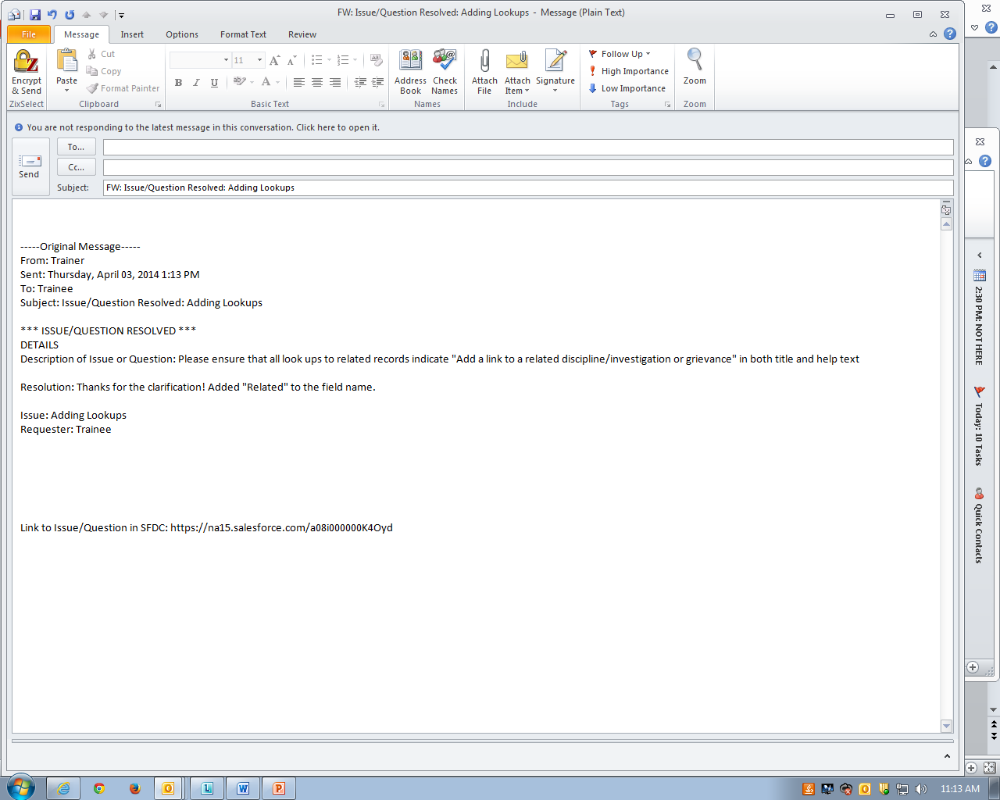 FW: Issue/Question Resolved: Adding Lookups - Message (Plain Text)
File Message Insert Options Format Text Review
Encrypt & Send
ZixSelect
Paste
Cut
Copy
Format Painter
Clipboard
11
B I U
Basic Text
Address Book
Check Names
Names
Attach File
Attach Item
Signature
Include
Follow Up
High Importance
Low Importance
Tags
Zoom
Zoom
You are not responding to the latest message in this conversation. Click here to open it.
Send
To...
Cc...
Subject: FW: Issue/Question Resolved: Adding Lookups
-----Original Message-----
From: Trainer
Sent: Thursday, April 03, 2014 1:13 PM
To: Trainee
Subject: Issue/Question Resolved: Adding Lookups
*** ISSUE/QUESTION RESOLVED ***
DETAILS
Description of Issue or Question: Please ensure that all look ups to related records indicate "Add a link to a related discipline/investigation or grievance" in both title and help text
Resolution: Thanks for the clarification! Added "Related" to the field name.
Issue: Adding Lookups
Requester: Trainee
Link to Issue/Question in SFDC: https://na15.salesforce.com/a08i000000K4Oyd
2:30 PM: NOT HERE
Today: 10 Tasks
Quick Contacts
11:13 AM